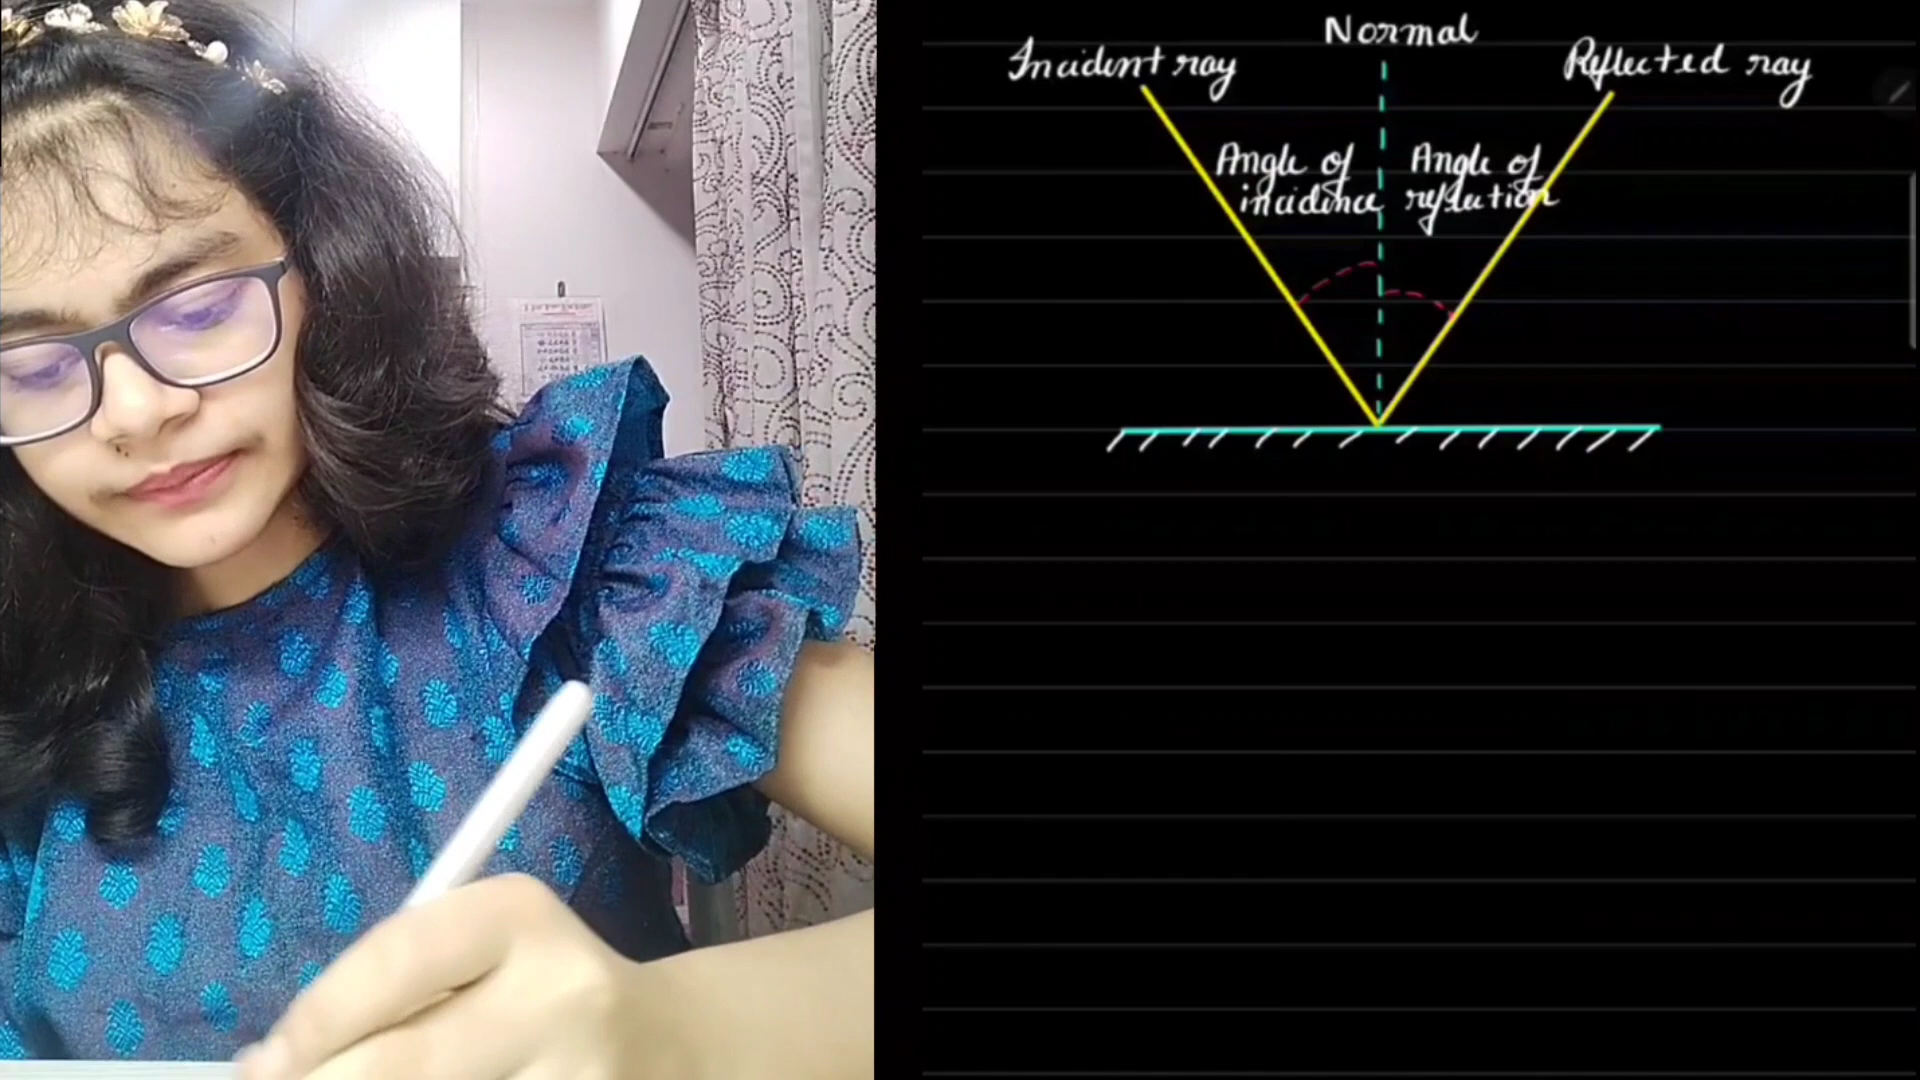 Normal
Incident ray
Reflected ray
Angle of
incidence
Angle of
reflection